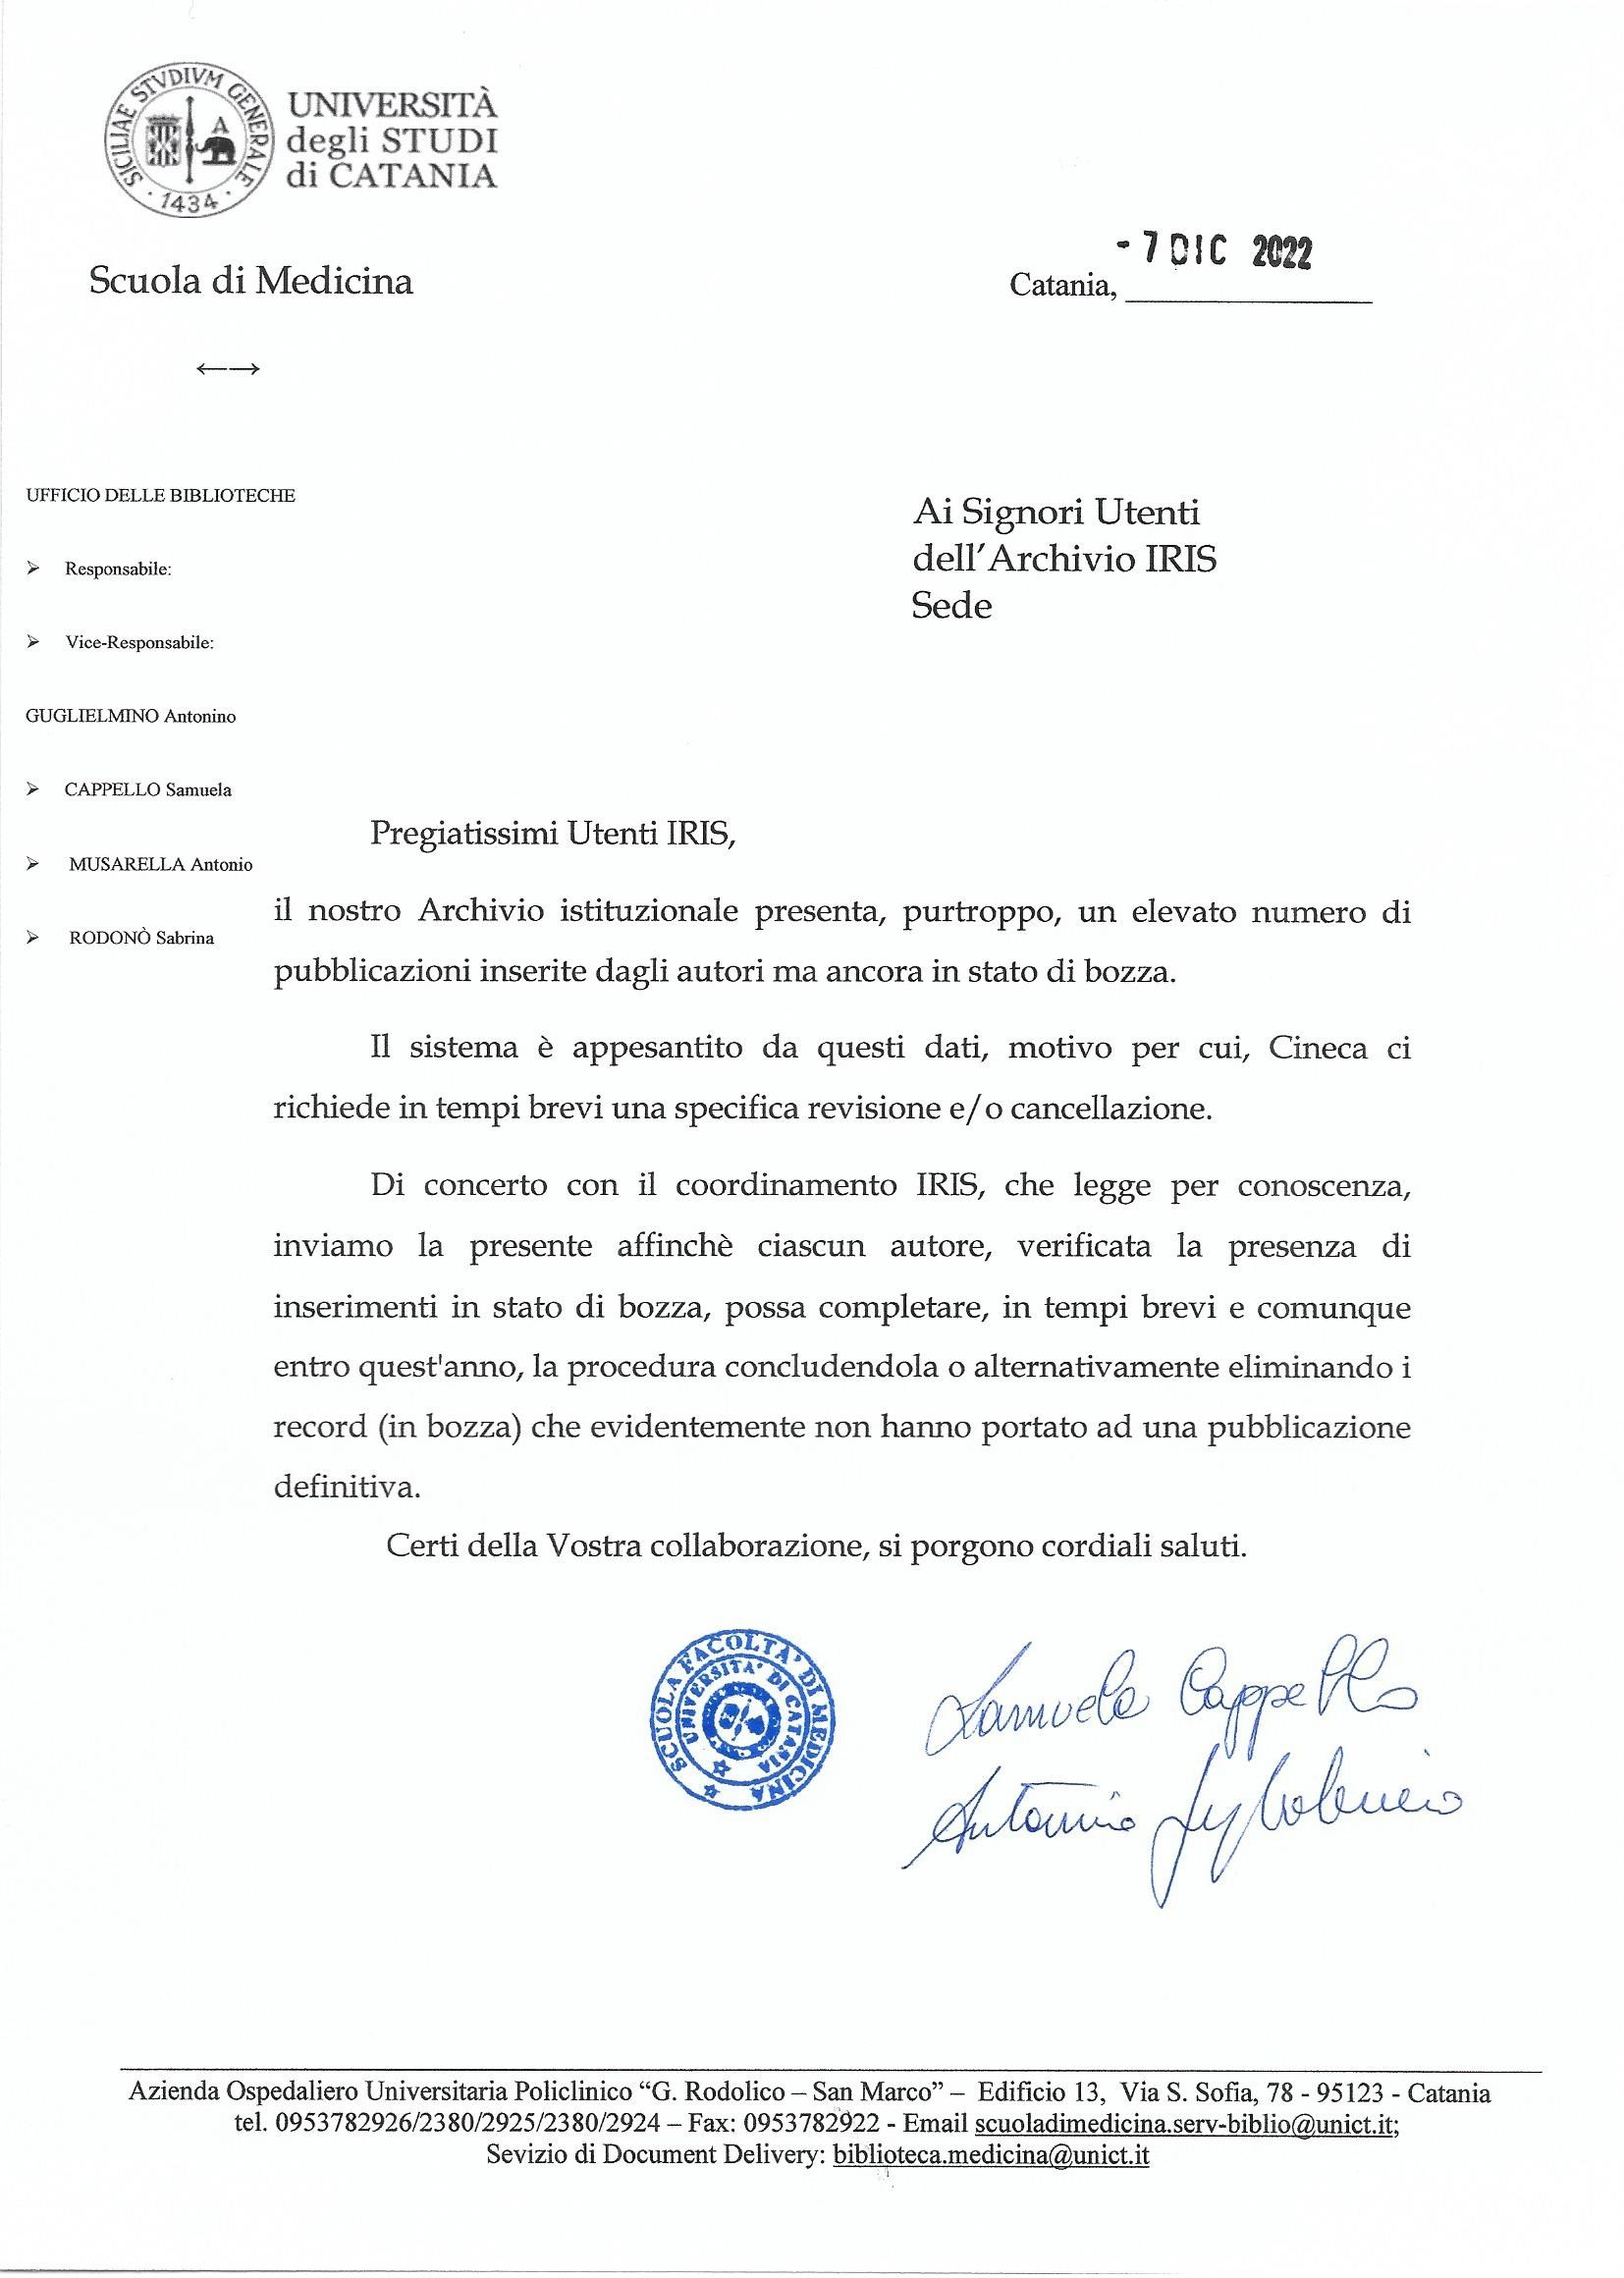 SICILIAE STVDIVM GENERALE
· 1434 ·
UNIVERSITÀ
degli STUDI
di CATANIA
Scuola di Medicina
- 7 DIC 2022
Catania,
UFFICIO DELLE BIBLIOTECHE
Responsabile:
Vice-Responsabile:
GUGLIELMINO Antonino
CAPPELLO Samuela
MUSARELLA Antonio
RODONÒ Sabrina
Ai Signori Utenti
dell'Archivio IRIS
Sede
Pregiatissimi Utenti IRIS,
il nostro Archivio istituzionale presenta, purtroppo, un elevato numero di
pubblicazioni inserite dagli autori ma ancora in stato di bozza.
Il sistema è appesantito da questi dati, motivo per cui, Cineca ci
richiede in tempi brevi una specifica revisione e/o cancellazione.
Di concerto con il coordinamento IRIS, che legge per conoscenza,
inviamo la presente affinchè ciascun autore, verificata la presenza di
inserimenti in stato di bozza, possa completare, in tempi brevi e comunque
entro quest'anno, la procedura concludendola o alternativamente eliminando i
record (in bozza) che evidentemente non hanno portato ad una pubblicazione
definitiva.
Certi della Vostra collaborazione, si porgono cordiali saluti.
SCUOLA FACOLTA' DI MEDICINA
UNIVERSITA' DI CATANIA
Samuela Cappello
Antonino Guglielmino
Azienda Ospedaliero Universitaria Policlinico “G. Rodolico – San Marco” – Edificio 13, Via S. Sofia, 78 - 95123 - Catania
tel. 0953782926/2380/2925/2380/2924 – Fax: 0953782922 - Email scuoladimedicina.serv-biblio@unict.it;
Sevizio di Document Delivery: biblioteca.medicina@unict.it